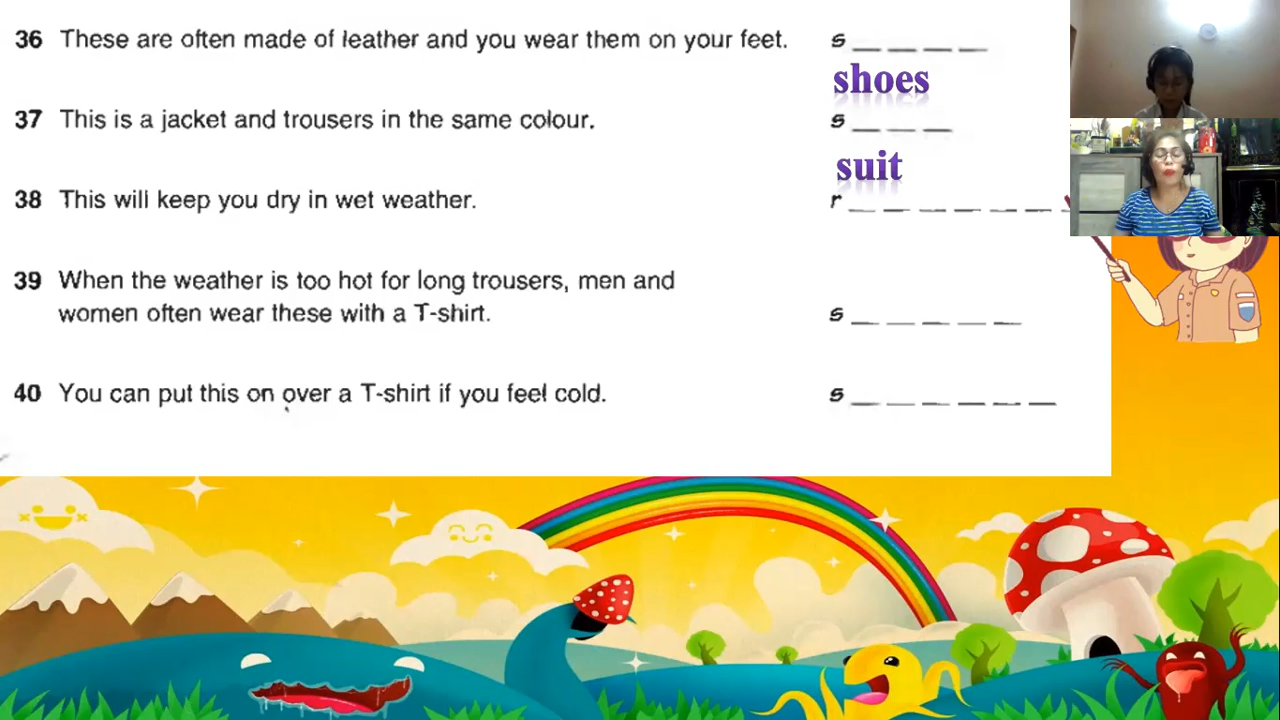 36 These are often made of leather and you wear them on your feet. s _ _ _ _
shoes
37 This is a jacket and trousers in the same colour. s _ _ _
suit
38 This will keep you dry in wet weather. r _ _ _ _ _ _
39 When the weather is too hot for long trousers, men and
women often wear these with a T-shirt. s _ _ _ _ _
40 You can put this on over a T-shirt if you feel cold. s _ _ _ _ _ _